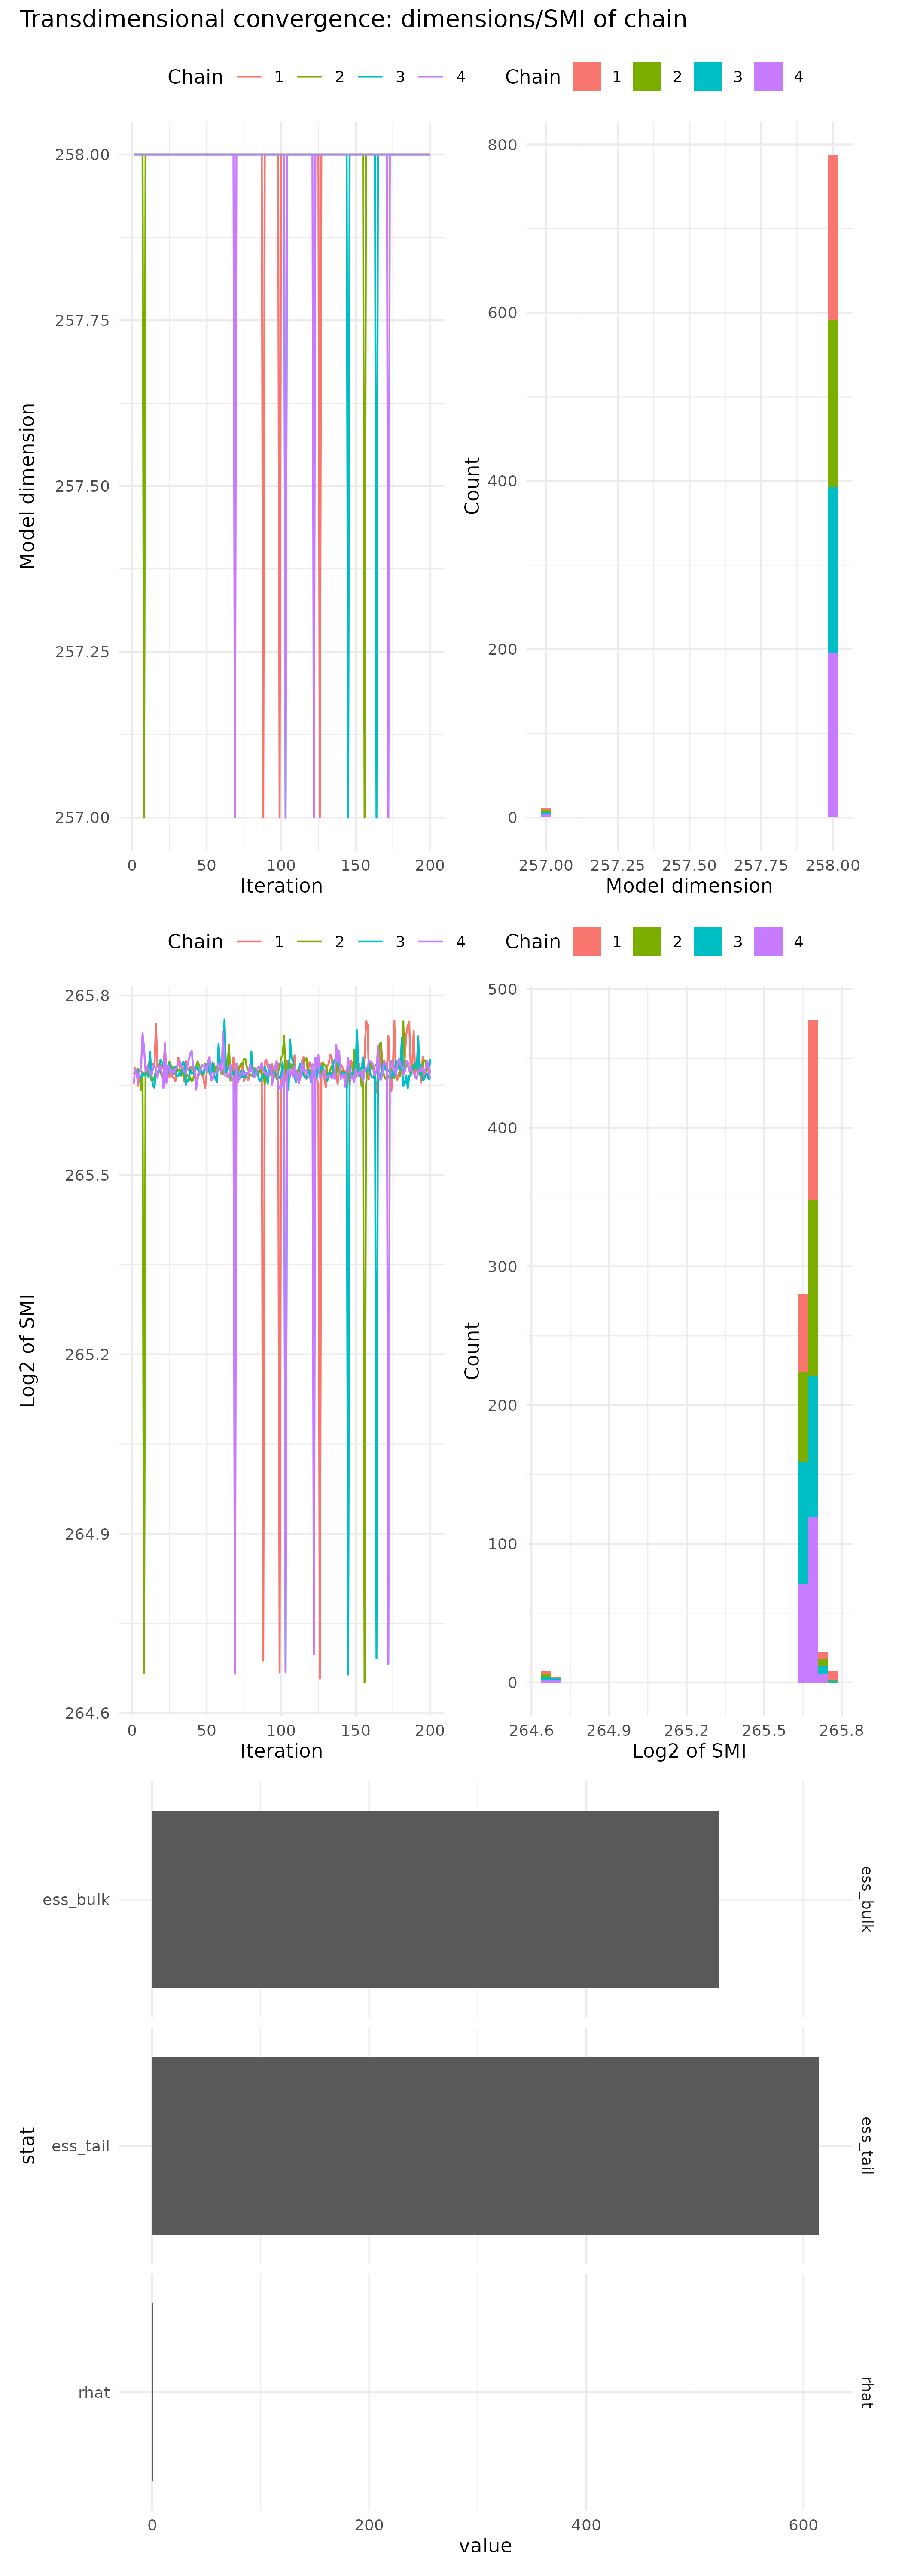 Transdimensional convergence: dimensions/SMI of chain
Chain 1 2 3 4
Chain 1 2 3 4
258.00
257.75
257.50
257.25
257.00
Model dimension
0 50 100 150 200
Iteration
800
600
400
200
0
Count
257.00 257.25 257.50 257.75 258.00
Model dimension
Chain 1 2 3 4
Chain 1 2 3 4
265.8
265.5
265.2
264.9
264.6
Log2 of SMI
0 50 100 150 200
Iteration
500
400
300
200
100
0
Count
264.6 264.9 265.2 265.5 265.8
Log2 of SMI
stat
ess_bulk
ess_bulk
ess_tail
ess_tail
rhat
rhat
0 200 400 600
value